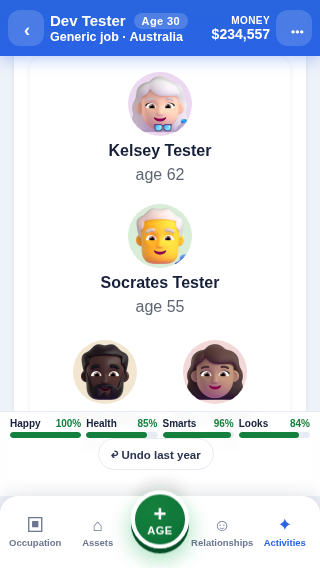 Dev Tester Age 30
Generic job · Australia
MONEY
$234,557
Kelsey Tester
age 62
Socrates Tester
age 55
Happy 100% Health 85% Smarts 96% Looks 84%
Undo last year
+
AGE
Occupation Assets Relationships Activities